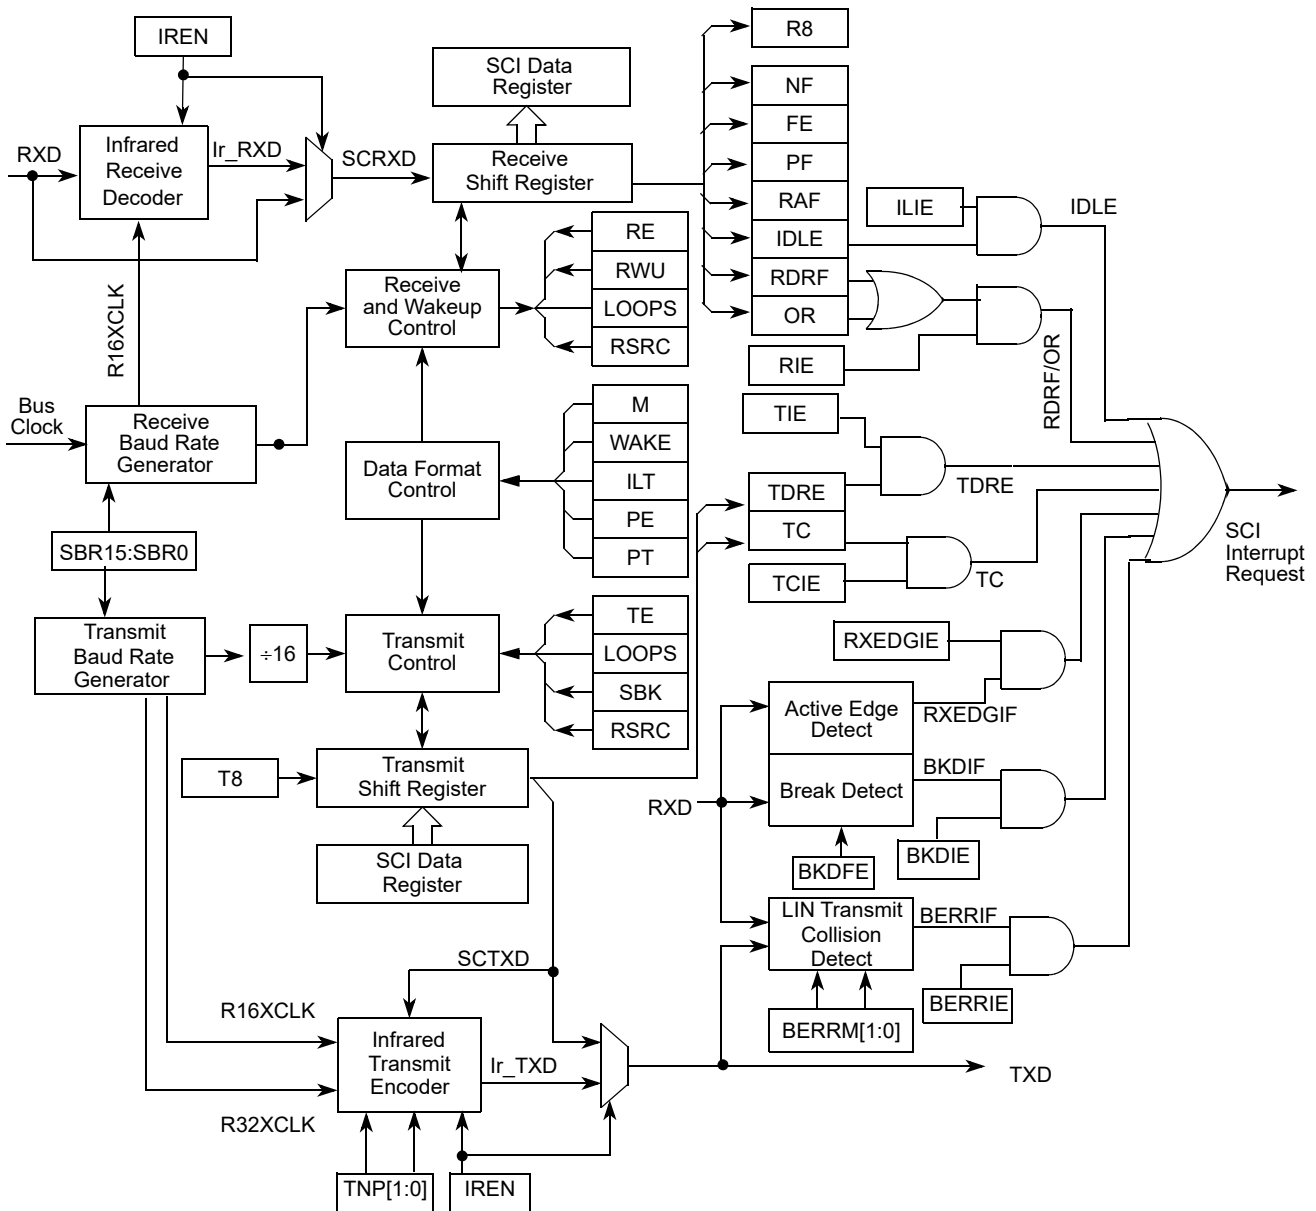 IREN
SCI Data
Register
R8
NF
FE
PF
RAF
IDLE
RDRF
OR
RXD
Infrared
Receive
Decoder
Ir_RXD
SCRXD
Receive
Shift Register
ILIE
IDLE
R16XCLK
Receive
and Wakeup
Control
RE
RWU
LOOPS
RSRC
RIE
RDRF/OR
Bus
Clock
Receive
Baud Rate
Generator
Data Format
Control
M
WAKE
ILT
PE
PT
TIE
TDRE
TC
TDRE
TCIE
TC
SCI
Interrupt
Request
SBR15:SBR0
Transmit
Baud Rate
Generator
÷16
Transmit
Control
TE
LOOPS
SBK
RSRC
RXEDGIE
Active Edge
Detect
RXEDGIF
Break Detect
BKDIF
RXD
BKDIE
BKDFE
T8
Transmit
Shift Register
SCI Data
Register
LIN Transmit
Collision
Detect
BERRIF
BERRIE
BERRM[1:0]
SCTXD
R16XCLK
Infrared
Transmit
Encoder
Ir_TXD
TXD
R32XCLK
TNP[1:0]
IREN